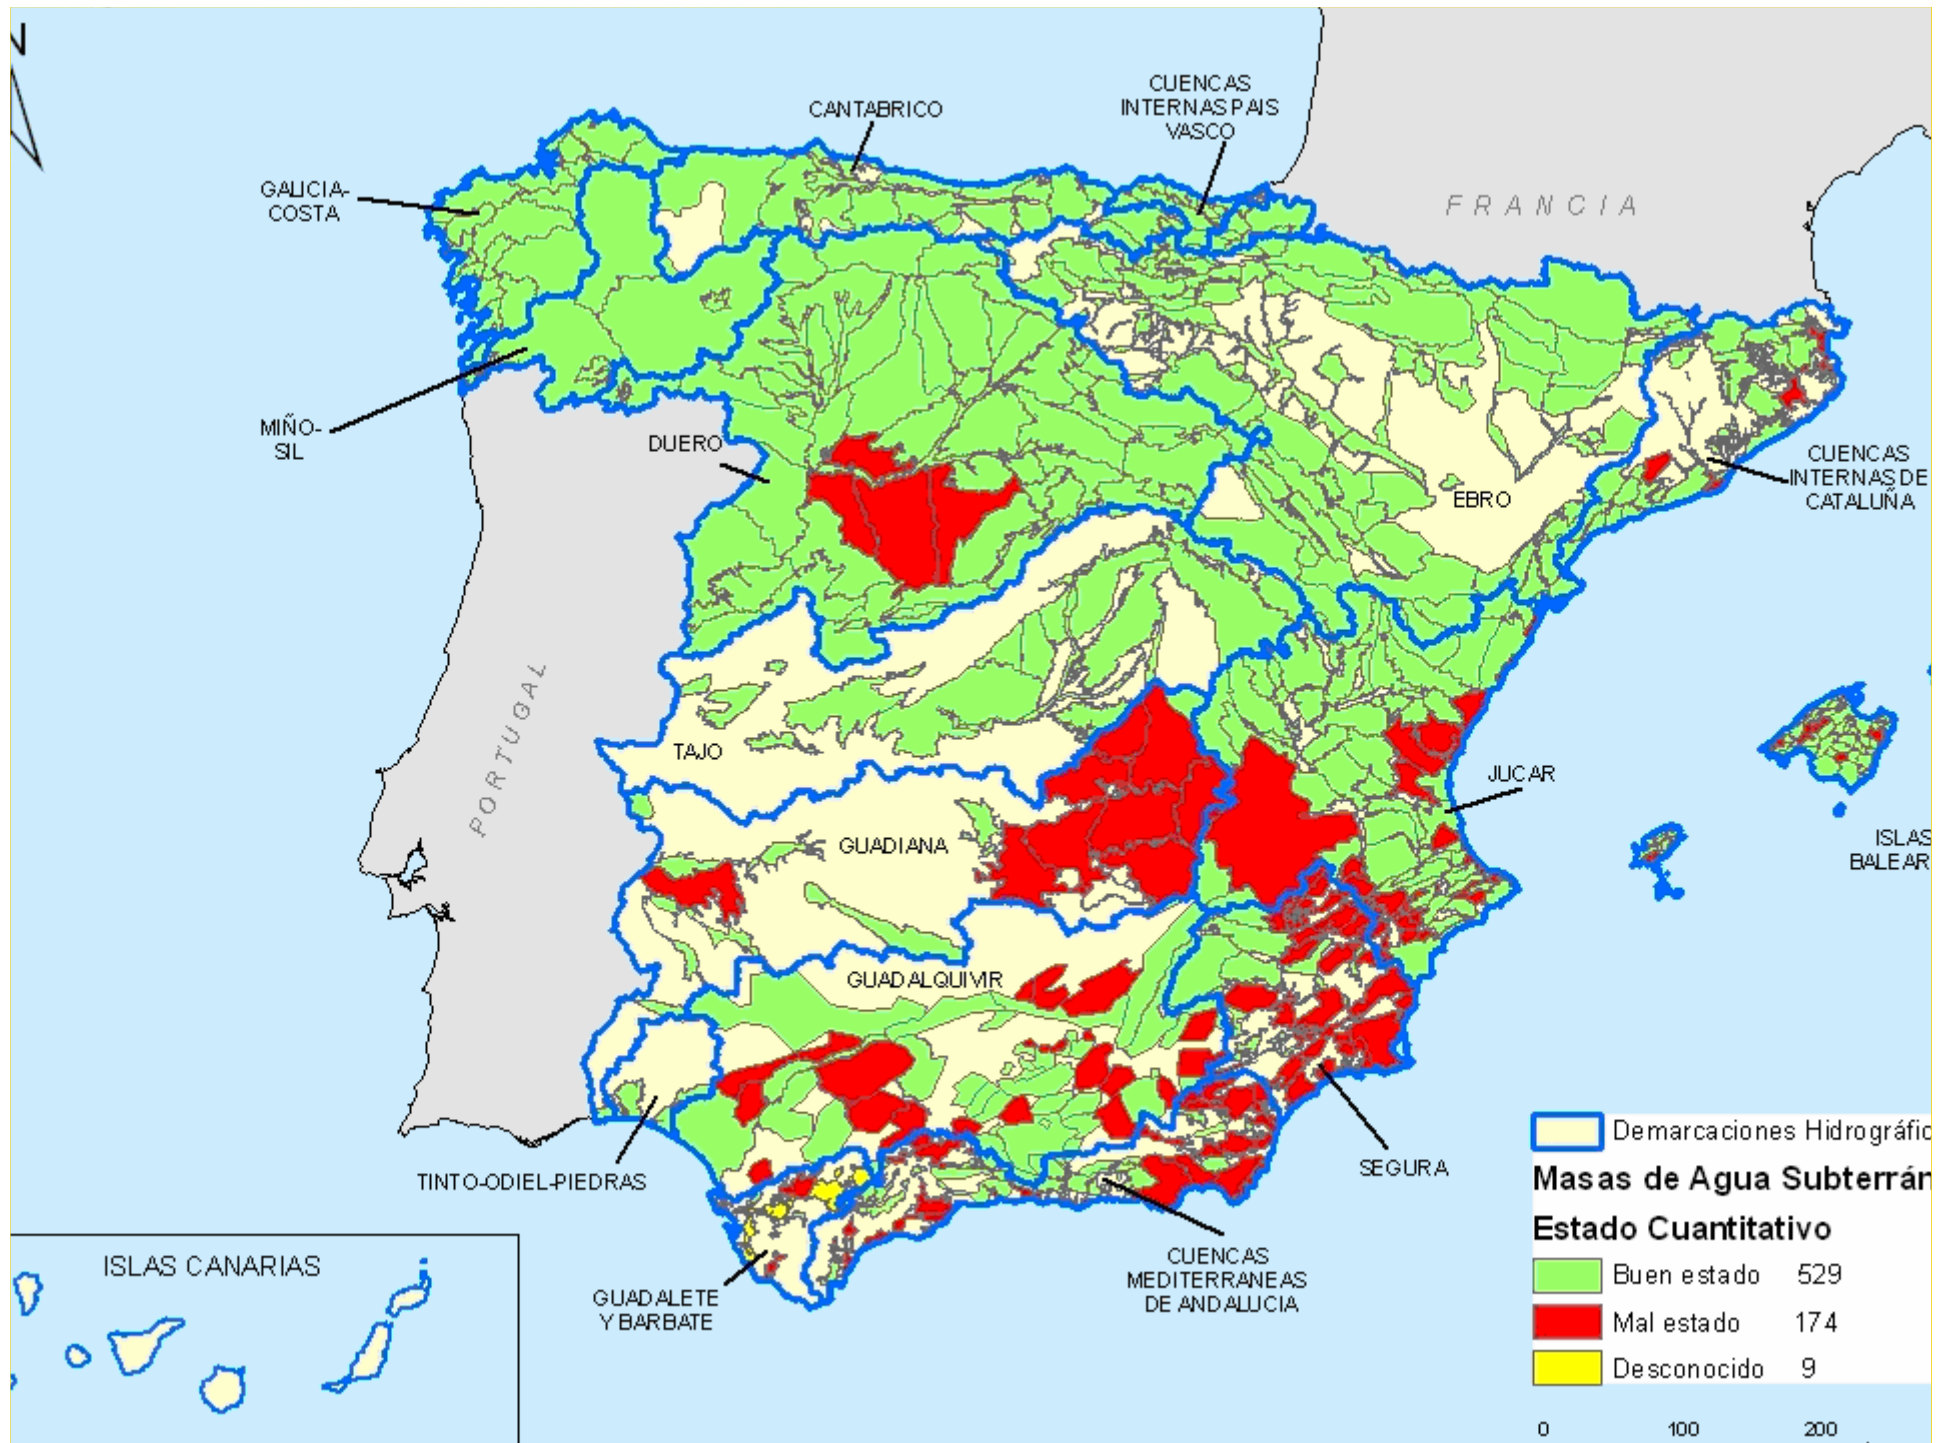 N
CANTABRICO
CUENCAS
INTERNAS PAIS
VASCO
GALICIA-
COSTA
FRANCIA
MIÑO-
SIL
DUERO
EBRO
CUENCAS
INTERNAS DE
CATALUÑA
PORTUGAL
TAJO
JUCAR
GUADIANA
ISLAS
BALEAR
GUADALQUIVIR
TINTO-ODIEL-PIEDRAS
SEGURA
GUADALETE
Y BARBATE
CUENCAS
MEDITERRANEAS
DE ANDALUCIA
ISLAS CANARIAS
Demarcaciones Hidrográfic
Masas de Agua Subterrán
Estado Cuantitativo
Buen estado 529
Mal estado 174
Desconocido 9
0 100 200